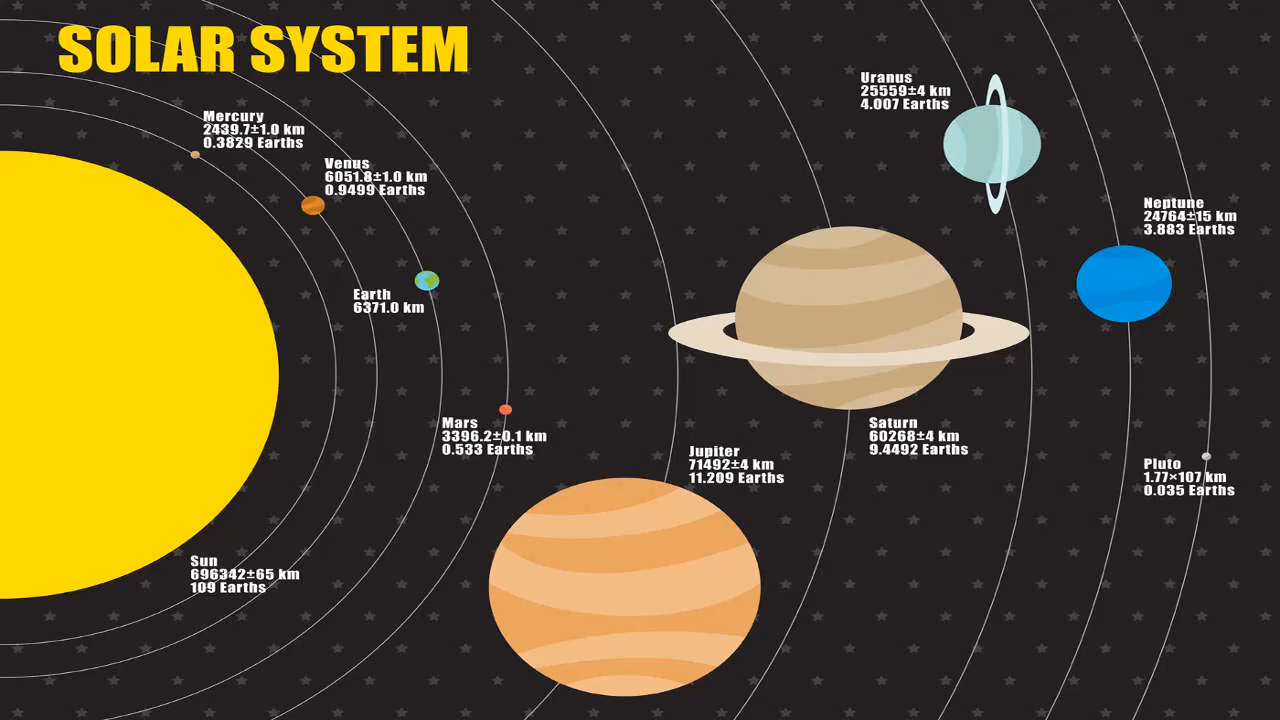 SOLAR SYSTEM
Mercury
2439.7±1.0 km
0.3829 Earths
Venus
6051.8±1.0 km
0.9499 Earths
Earth
6371.0 km
Mars
3396.2±0.1 km
0.533 Earths
Jupiter
71492±4 km
11.209 Earths
Saturn
60268±4 km
9.4492 Earths
Uranus
25559±4 km
4.007 Earths
Neptune
24764±15 km
3.883 Earths
Pluto
1.77×107 km
0.035 Earths
Sun
696342±65 km
109 Earths